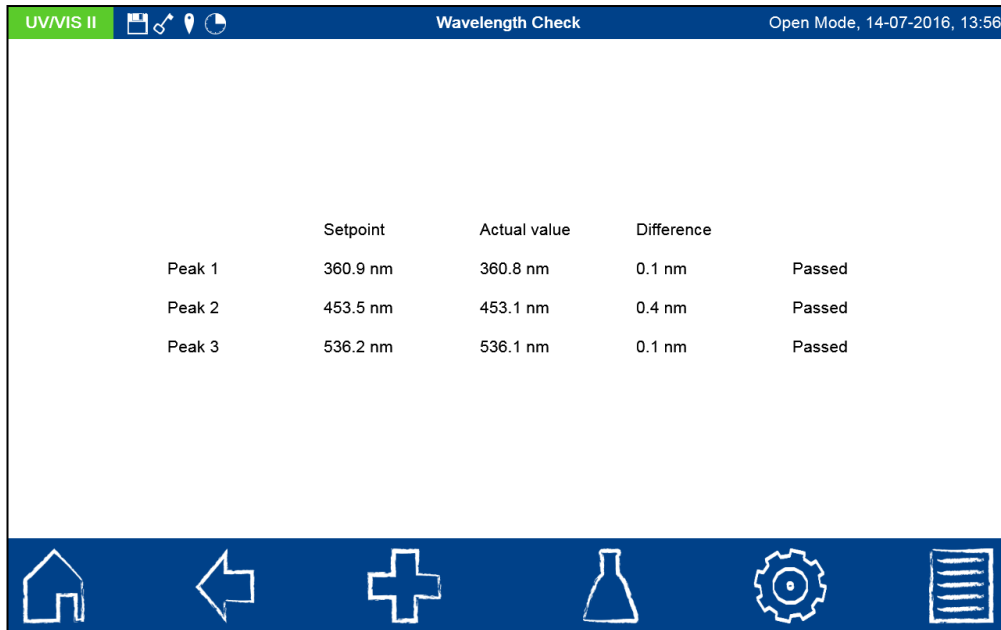 UV/VIS II Wavelength Check Open Mode, 14-07-2016, 13:56
Setpoint Actual value Difference
Peak 1 360.9 nm 360.8 nm 0.1 nm Passed
Peak 2 453.5 nm 453.1 nm 0.4 nm Passed
Peak 3 536.2 nm 536.1 nm 0.1 nm Passed